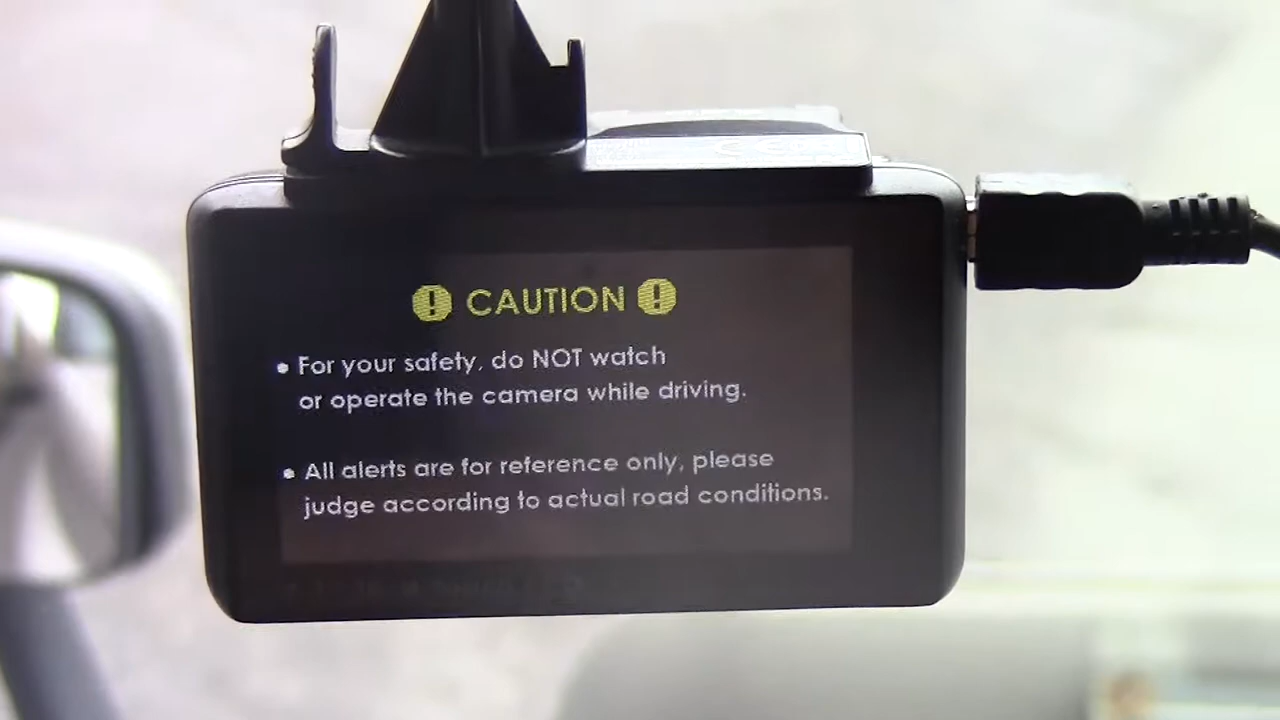 ! CAUTION !
• For your safety, do NOT watch
or operate the camera while driving.
• All alerts are for reference only, please
judge according to actual road conditions.